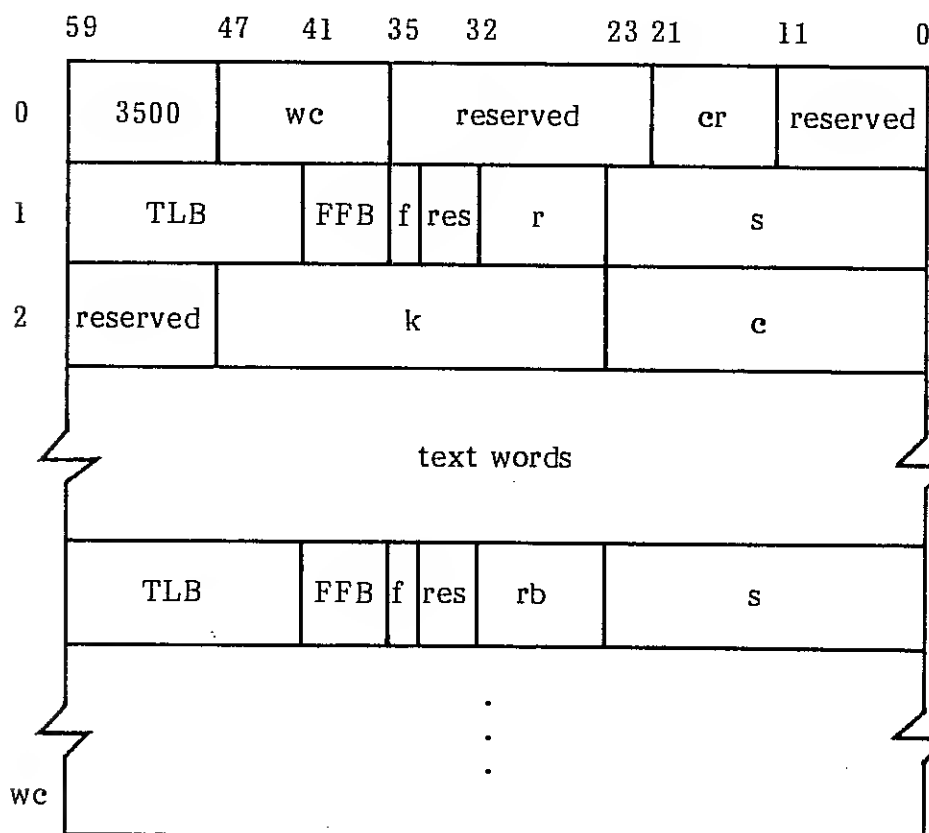 59 47 41 35 32 23 21 11 0
0 3500 wc reserved cr reserved
1 TLB FFB f res r s
2 reserved k c
text words
TLB FFB f res rb s
.
.
.
wc